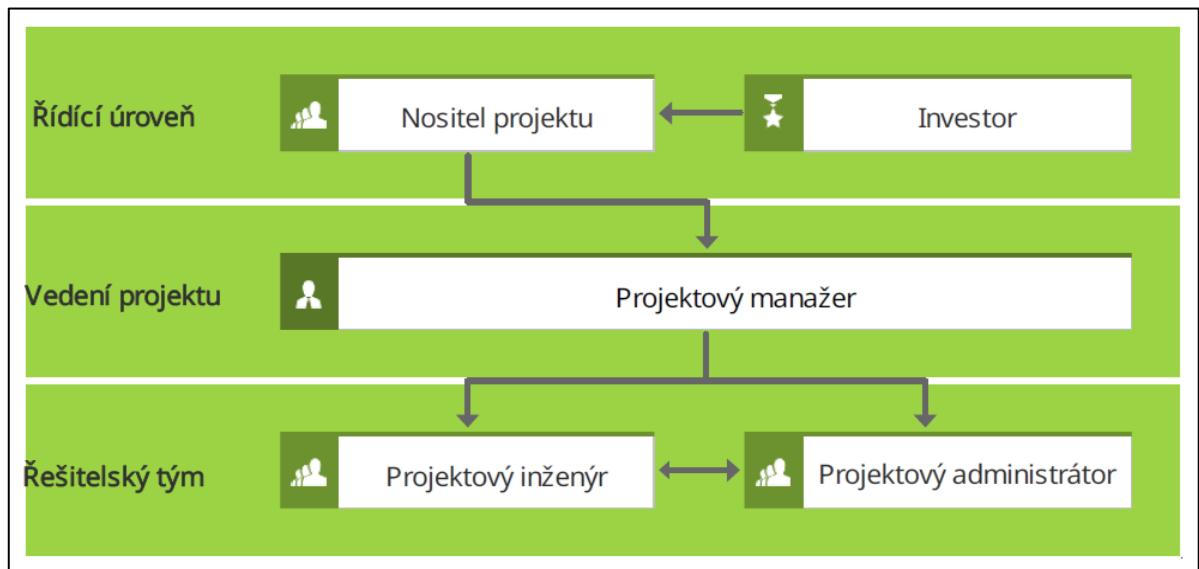 Řídící úroveň
Nositel projektu
Investor
Vedení projektu
Projektový manažer
Řešitelský tým
Projektový inženýr
Projektový administrátor